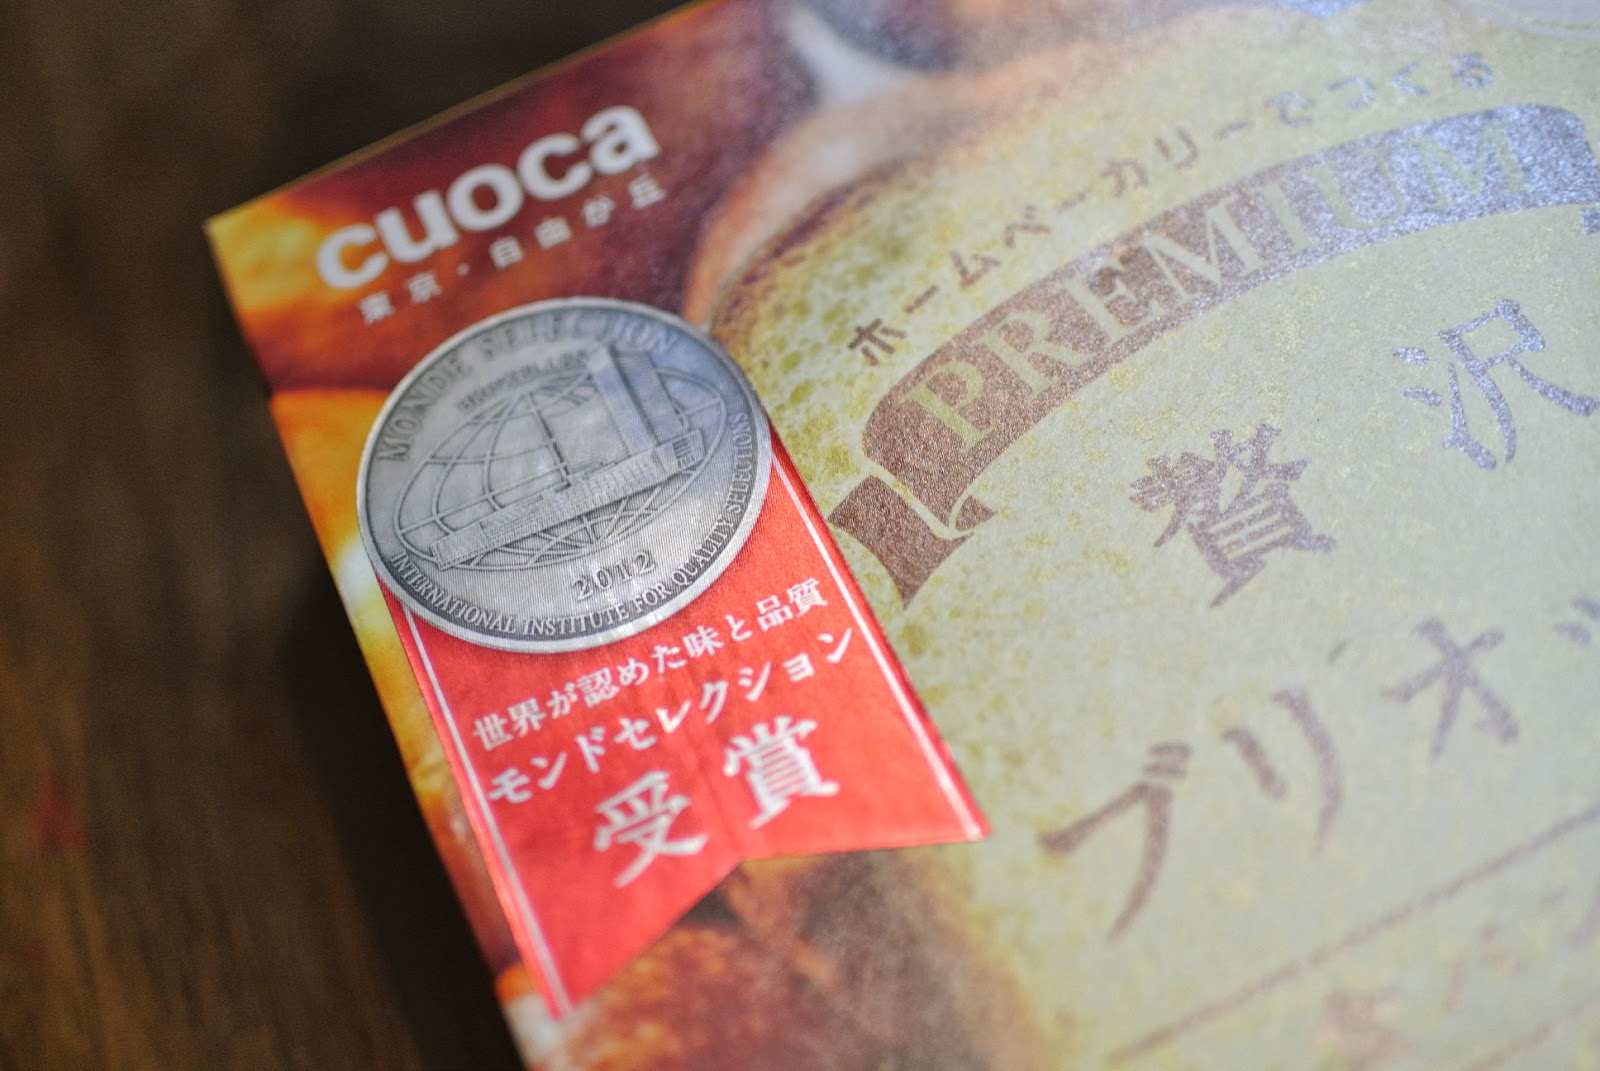 cuoca
東京・自由が丘
MONDE SELECTION
BRUXELLES
2012
INTERNATIONAL INSTITUTE FOR QUALITY SELECTIONS
世界が認めた味と品質
モンドセレクション
受賞
ホームベーカリーでつくる
PREMIUM
贅沢
ブリオッ